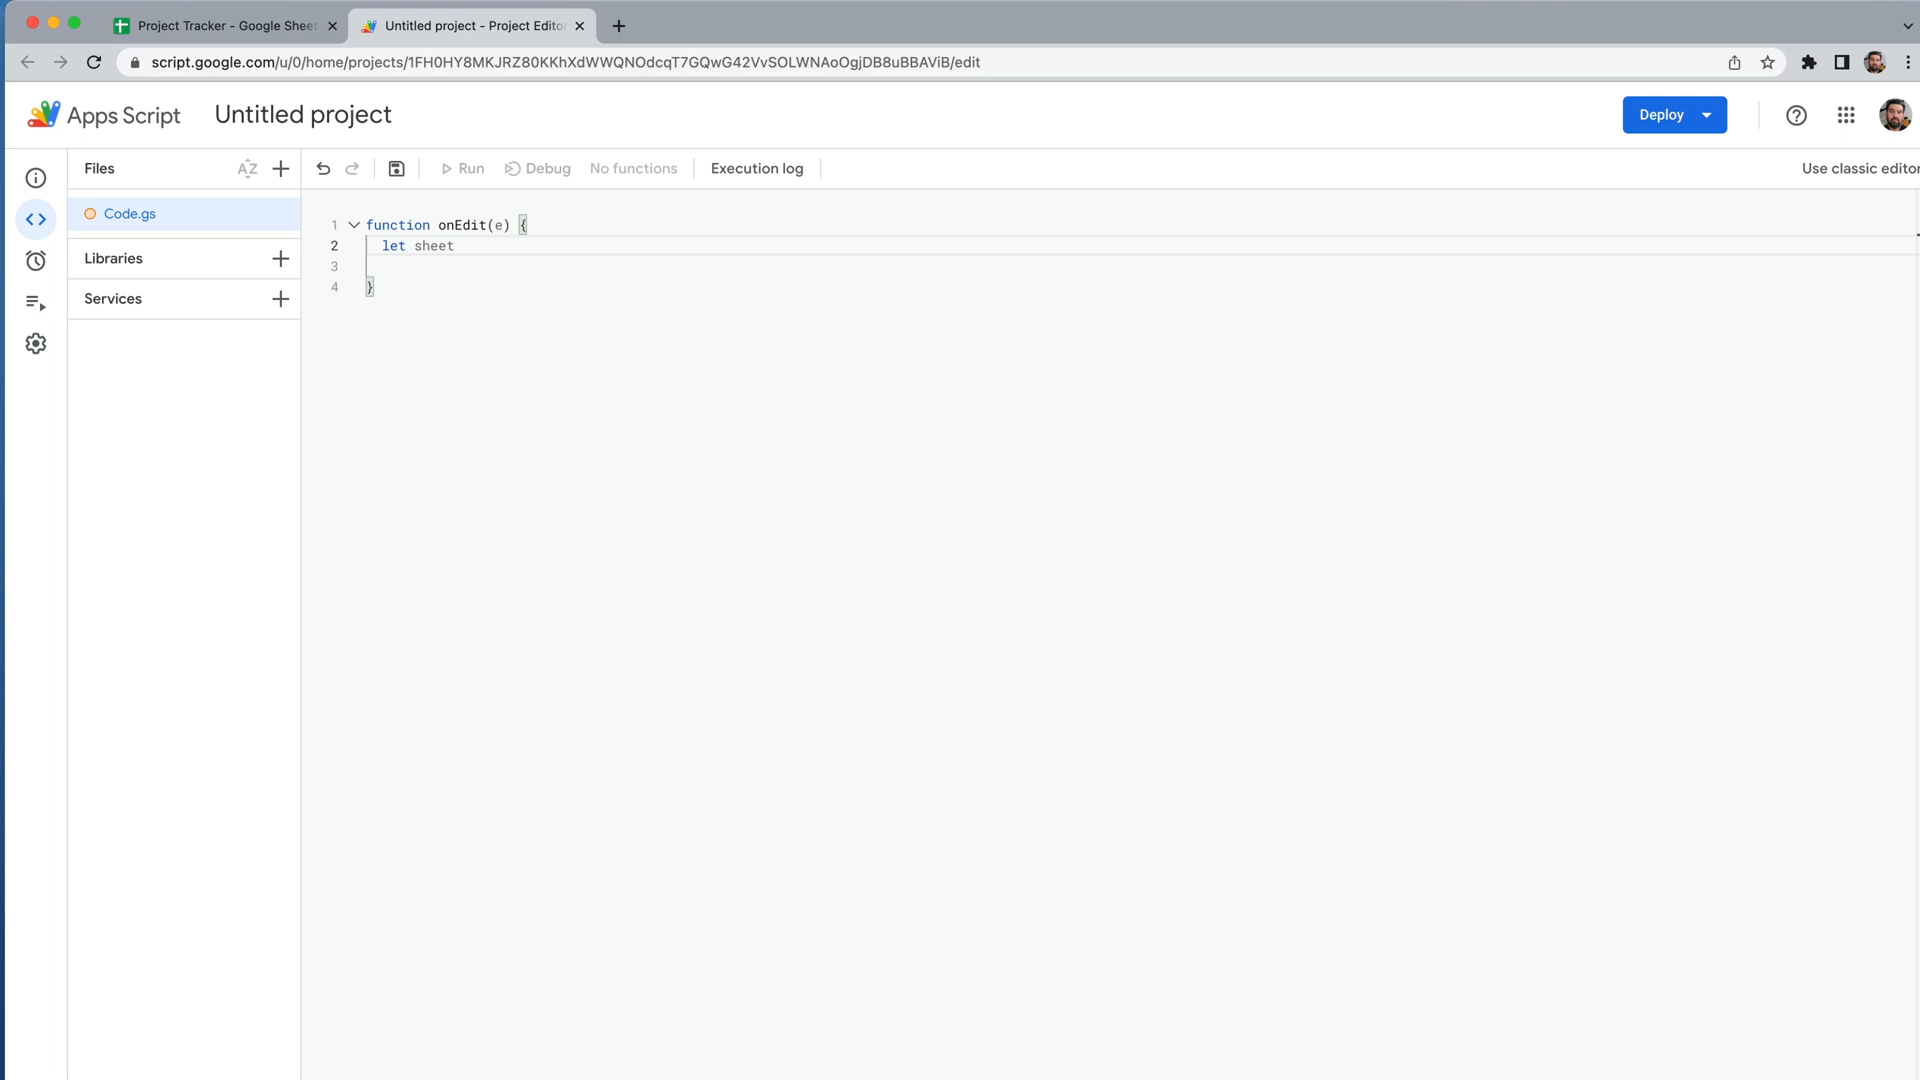 Project Tracker - Google Sheet
Untitled project - Project Editor
script.google.com/u/0/home/projects/1FH0HY8MKJRZ80KKhXdWWQNOdcqT7GQwG42VvSOLWNAoOgjDB8uBBAViB/edit
Apps Script
Untitled project
Deploy
Files
AZ
Run
Debug
No functions
Execution log
Use classic editor
Code.gs
Libraries
Services
1 function onEdit(e) {
2 let sheet
3
4 }